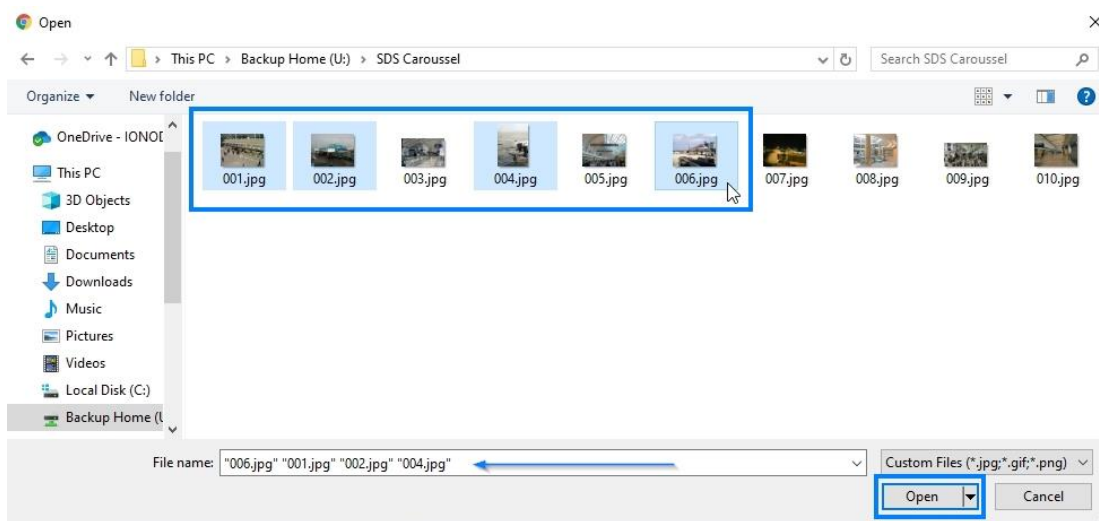 Open
This PC > Backup Home (U:) > SDS Caroussel
Search SDS Caroussel
Organize
New folder
OneDrive - IONOD
This PC
3D Objects
Desktop
Documents
Downloads
Music
Pictures
Videos
Local Disk (C:)
Backup Home (U
001.jpg
002.jpg
003.jpg
004.jpg
005.jpg
006.jpg
007.jpg
008.jpg
009.jpg
010.jpg
File name: "006.jpg" "001.jpg" "002.jpg" "004.jpg"
Custom Files (*.jpg;*.gif;*.png)
Open
Cancel